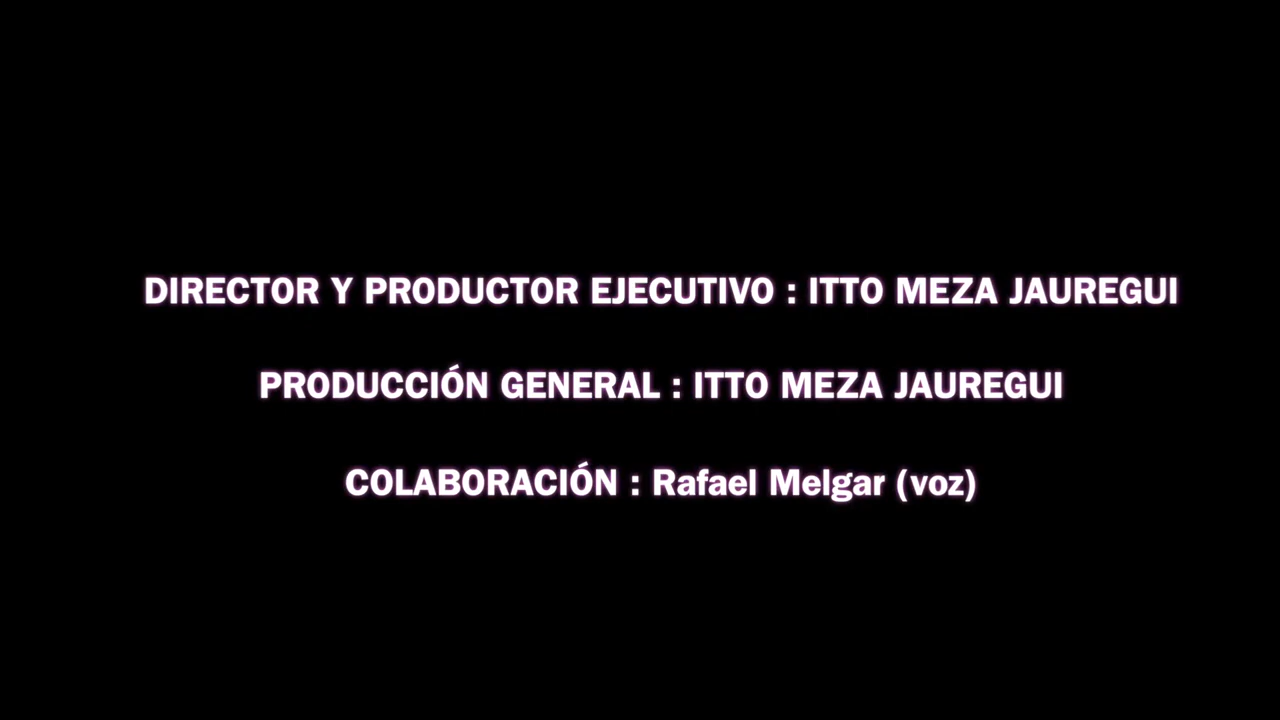 DIRECTOR Y PRODUCTOR EJECUTIVO : ITTO MEZA JAUREGUI
PRODUCCIÓN GENERAL : ITTO MEZA JAUREGUI
COLABORACIÓN : Rafael Melgar (voz)